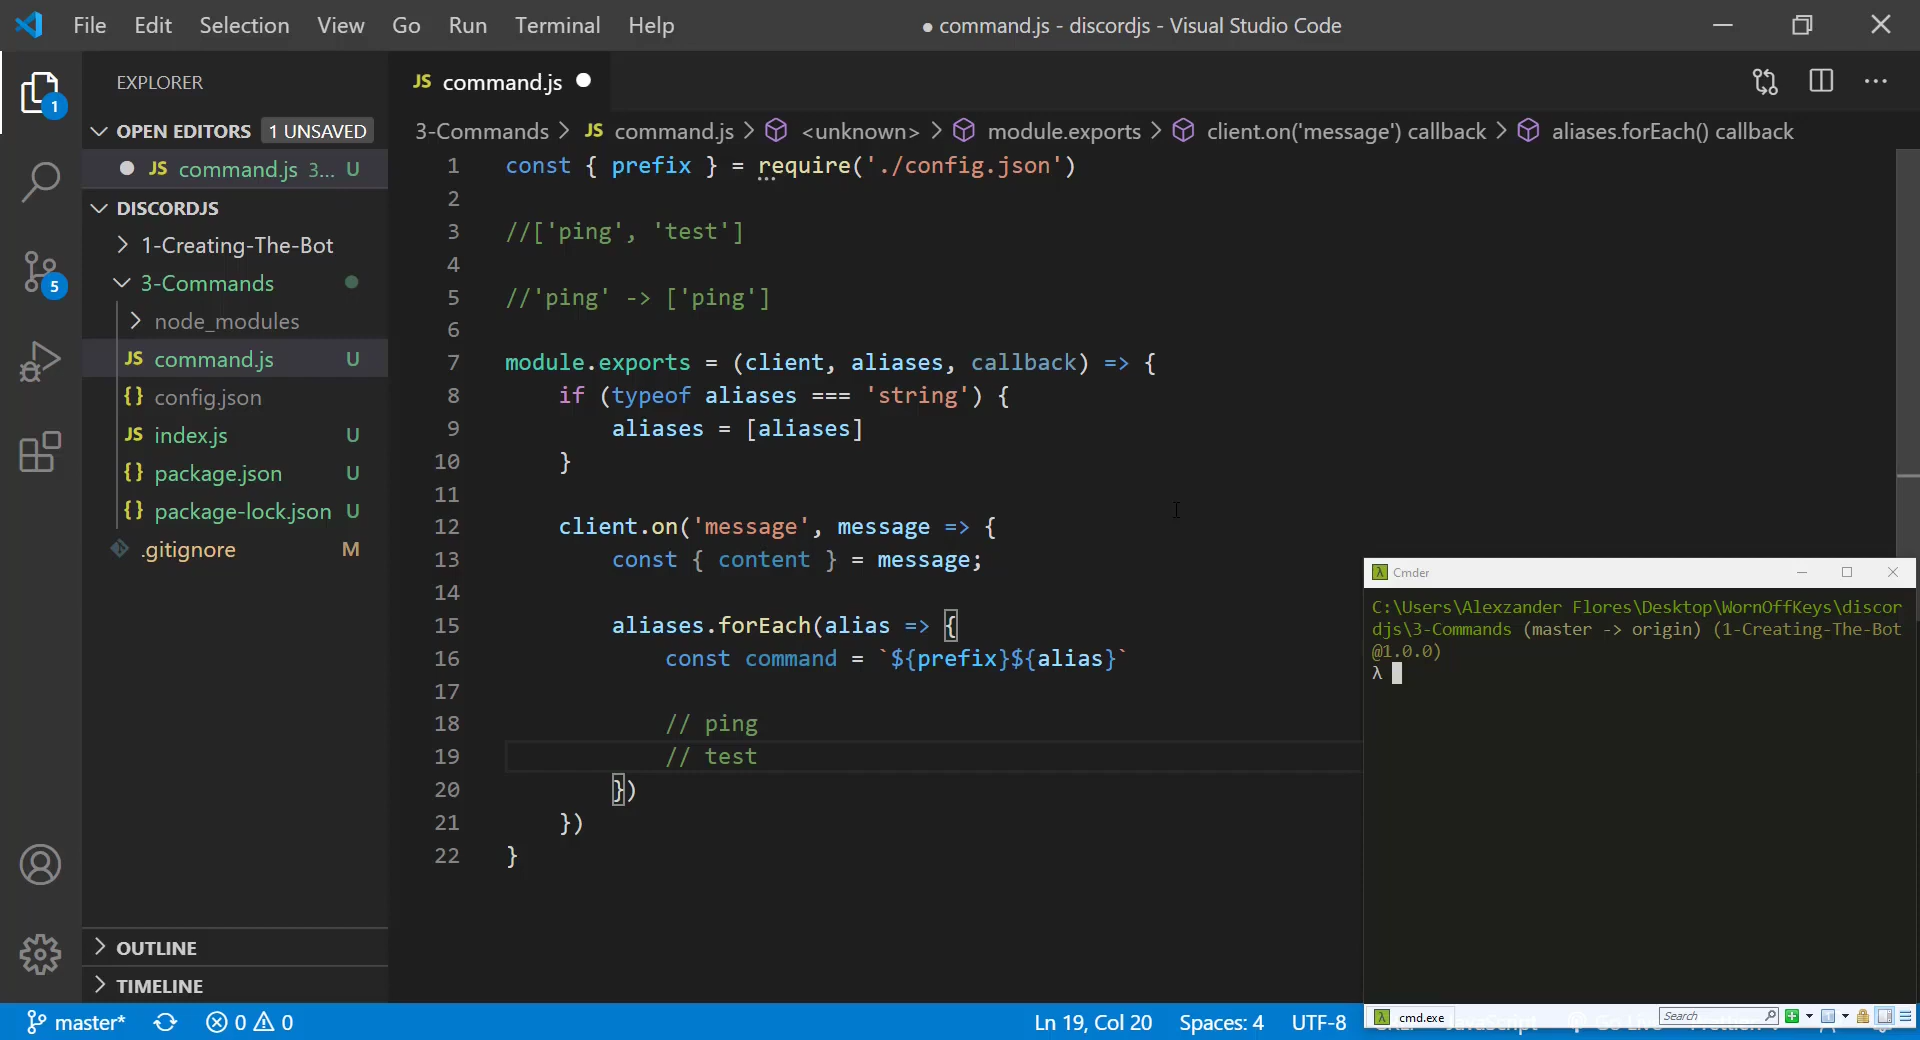 File Edit Selection View Go Run Terminal Help
● command.js - discordjs - Visual Studio Code
EXPLORER
OPEN EDITORS 1 UNSAVED
JS command.js 3... U
DISCORDJS
1-Creating-The-Bot
3-Commands
node_modules
JS command.js U
{} config.json
JS index.js U
{} package.json U
{} package-lock.json U
.gitignore M
OUTLINE
TIMELINE
1
5
JS command.js
3-Commands > JS command.js > <unknown> > module.exports > client.on('message') callback > aliases.forEach() callback
1 const { prefix } = require('./config.json')
2
3 //['ping', 'test']
4
5 //'ping' -> ['ping']
6
7 module.exports = (client, aliases, callback) => {
8 if (typeof aliases === 'string') {
9 aliases = [aliases]
10 }
11
12 client.on('message', message => {
13 const { content } = message;
14
15 aliases.forEach(alias => {
16 const command = `${prefix}${alias}`
17
18 // ping
19 // test
20 })
21 })
22 }
λ Cmder
C:\Users\Alexzander Flores\Desktop\WornOffKeys\discor
djs\3-Commands (master -> origin) (1-Creating-The-Bot
@1.0.0)
λ
λ cmd.exe
Search
master* 0 0
Ln 19, Col 20 Spaces: 4 UTF-8